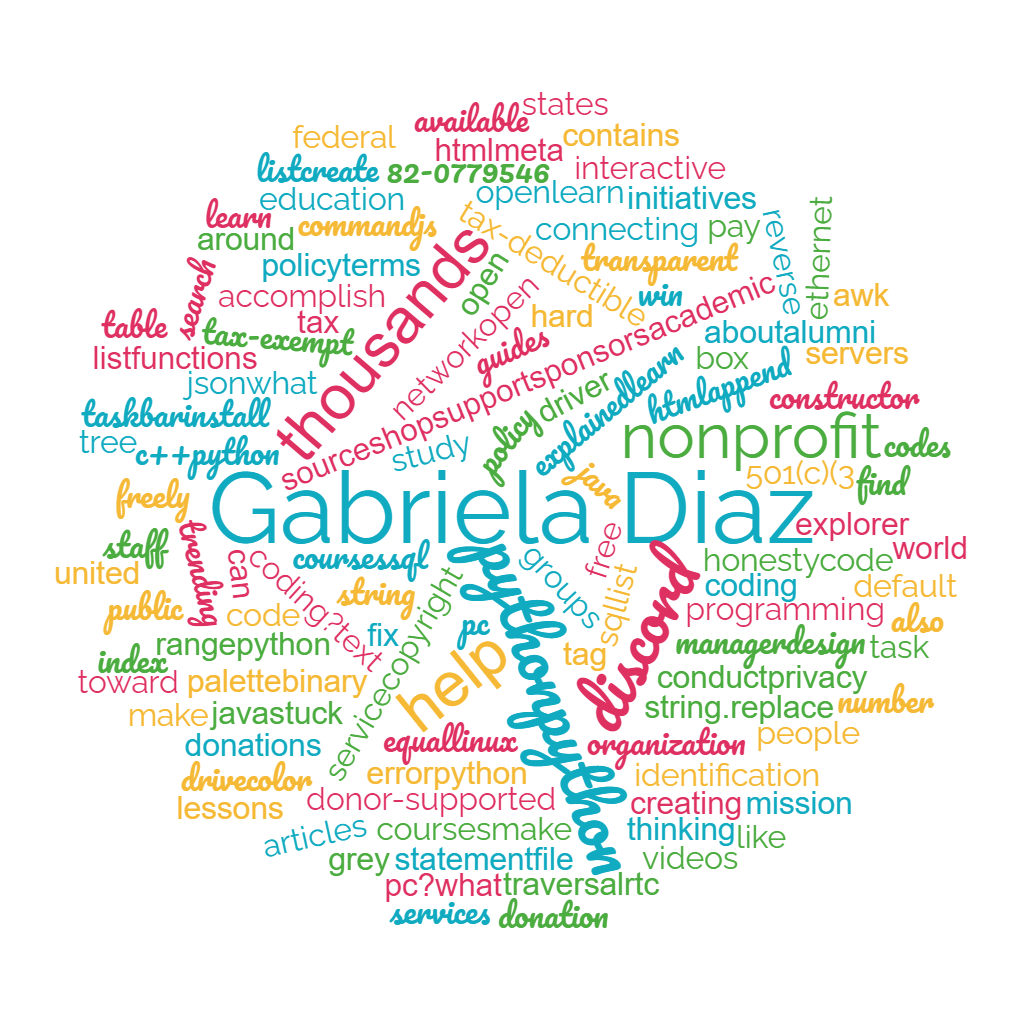 states
available
federal
contains
htmlmeta
listcreate
82-0779546
interactive
education
openlearn
initiatives
learn
commandjs
tax-deductible
connecting
pay
reverse
ethernet
around
thousands
open
policyterms
transparent
search
accomplish
networkopen
win
awk
table
tax-exempt
tax
guides
hard
sourceshopsupportsponsorsacademic
aboutalumni
listfunctions
jsonwhat
box
servers
driver
explainedlearn
htmlappend
constructor
taskbarinstall
tree
c++python
study
policy
nonprofit
codes
java
501(c)(3
find
freely
Gabriela Diaz
explorer
staff
trending
can
coding?text
coursessql
pythonpython
groups
free
discord
honestycode
world
united
string
servicecopyright
sqllist
coding
default
public
code
pc
programming
also
rangepython
fix
help
tag
managerdesign
task
index
toward
palettebinary
conductprivacy
make
javastuck
string.replace
number
donations
equallinux
organization
people
drivecolor
errorpython
identification
lessons
donor-supported
creating
mission
articles
coursesmake
thinking
like
grey
statementfile
videos
pc?what
traversalrtc
services
donation